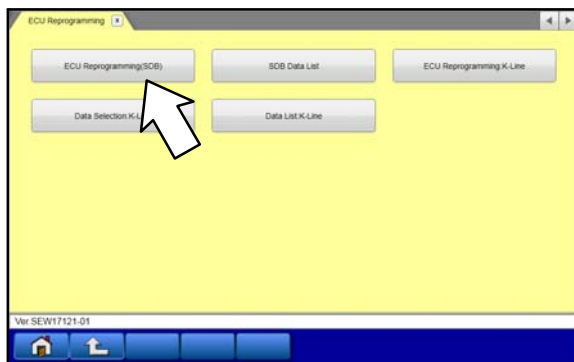 ECU Reprogramming x
ECU Reprogramming(SDB) SDB Data List ECU Reprogramming:K-Line
Data Selection:K-L Data List:K-Line
Ver.SEW17121-01